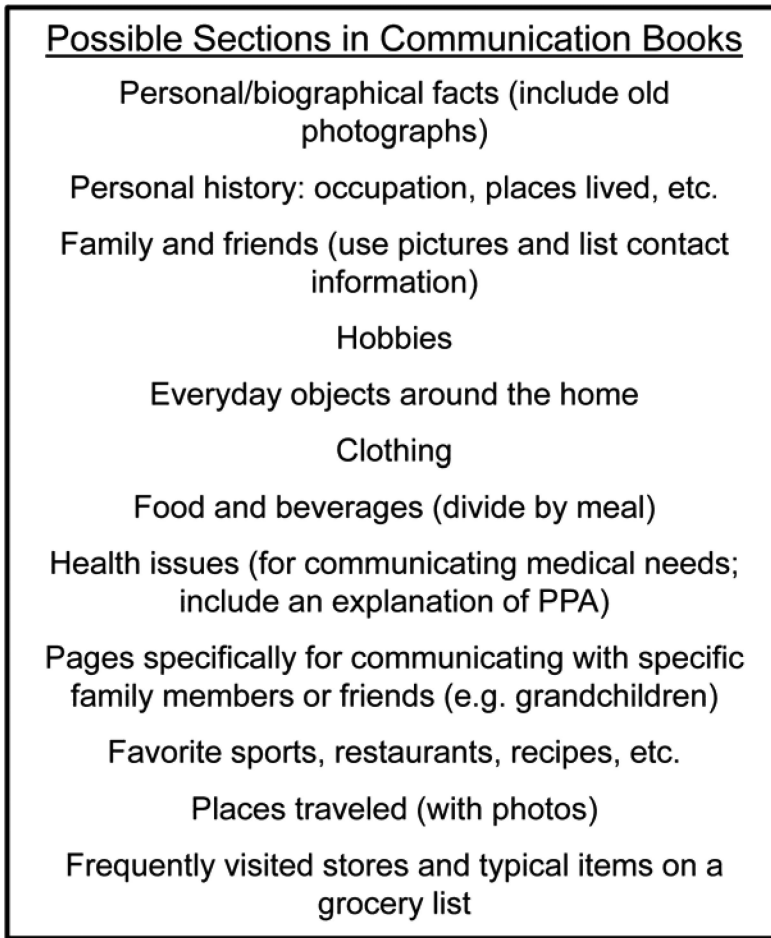 Possible Sections in Communication Books
Personal/biographical facts (include old
photographs)
Personal history: occupation, places lived, etc.
Family and friends (use pictures and list contact
information)
Hobbies
Everyday objects around the home
Clothing
Food and beverages (divide by meal)
Health issues (for communicating medical needs;
include an explanation of PPA)
Pages specifically for communicating with specific
family members or friends (e.g. grandchildren)
Favorite sports, restaurants, recipes, etc.
Places traveled (with photos)
Frequently visited stores and typical items on a
grocery list